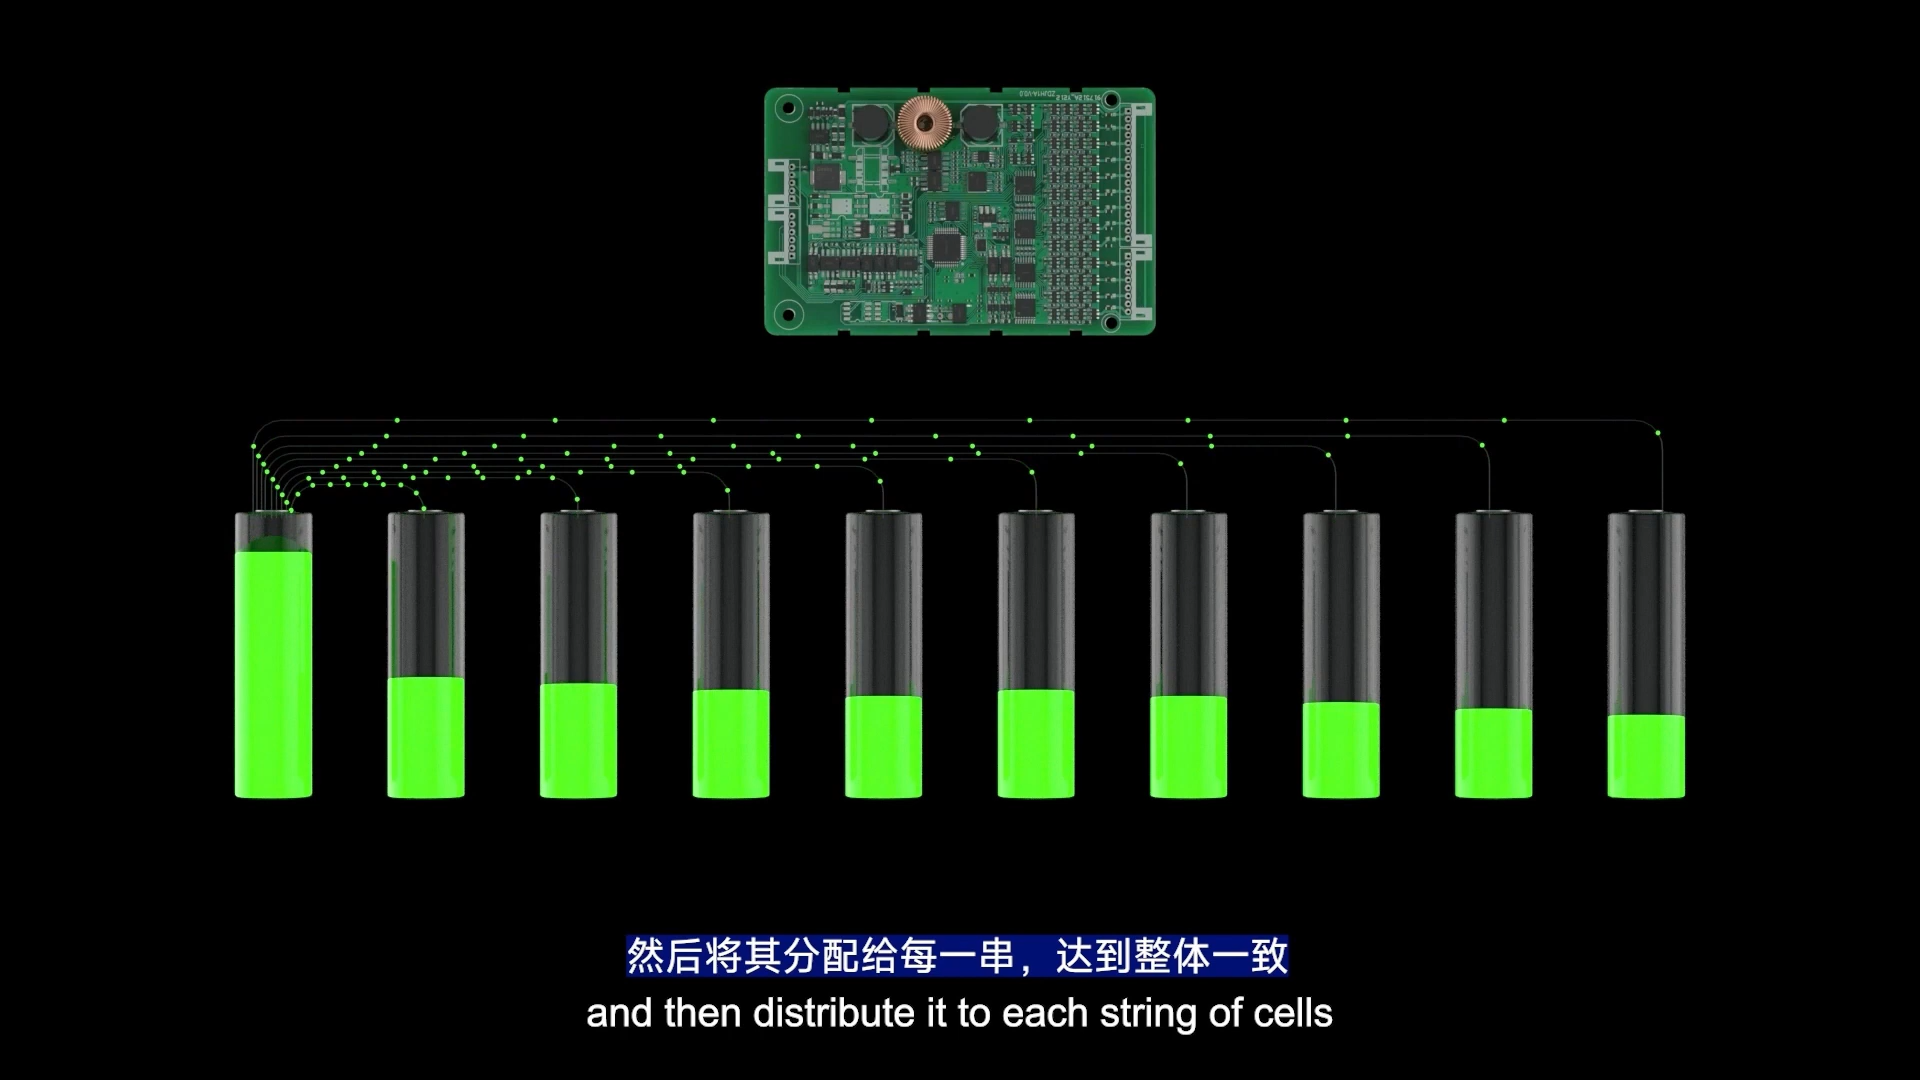 然后将其分配给每一串，达到整体一致
and then distribute it to each string of cells